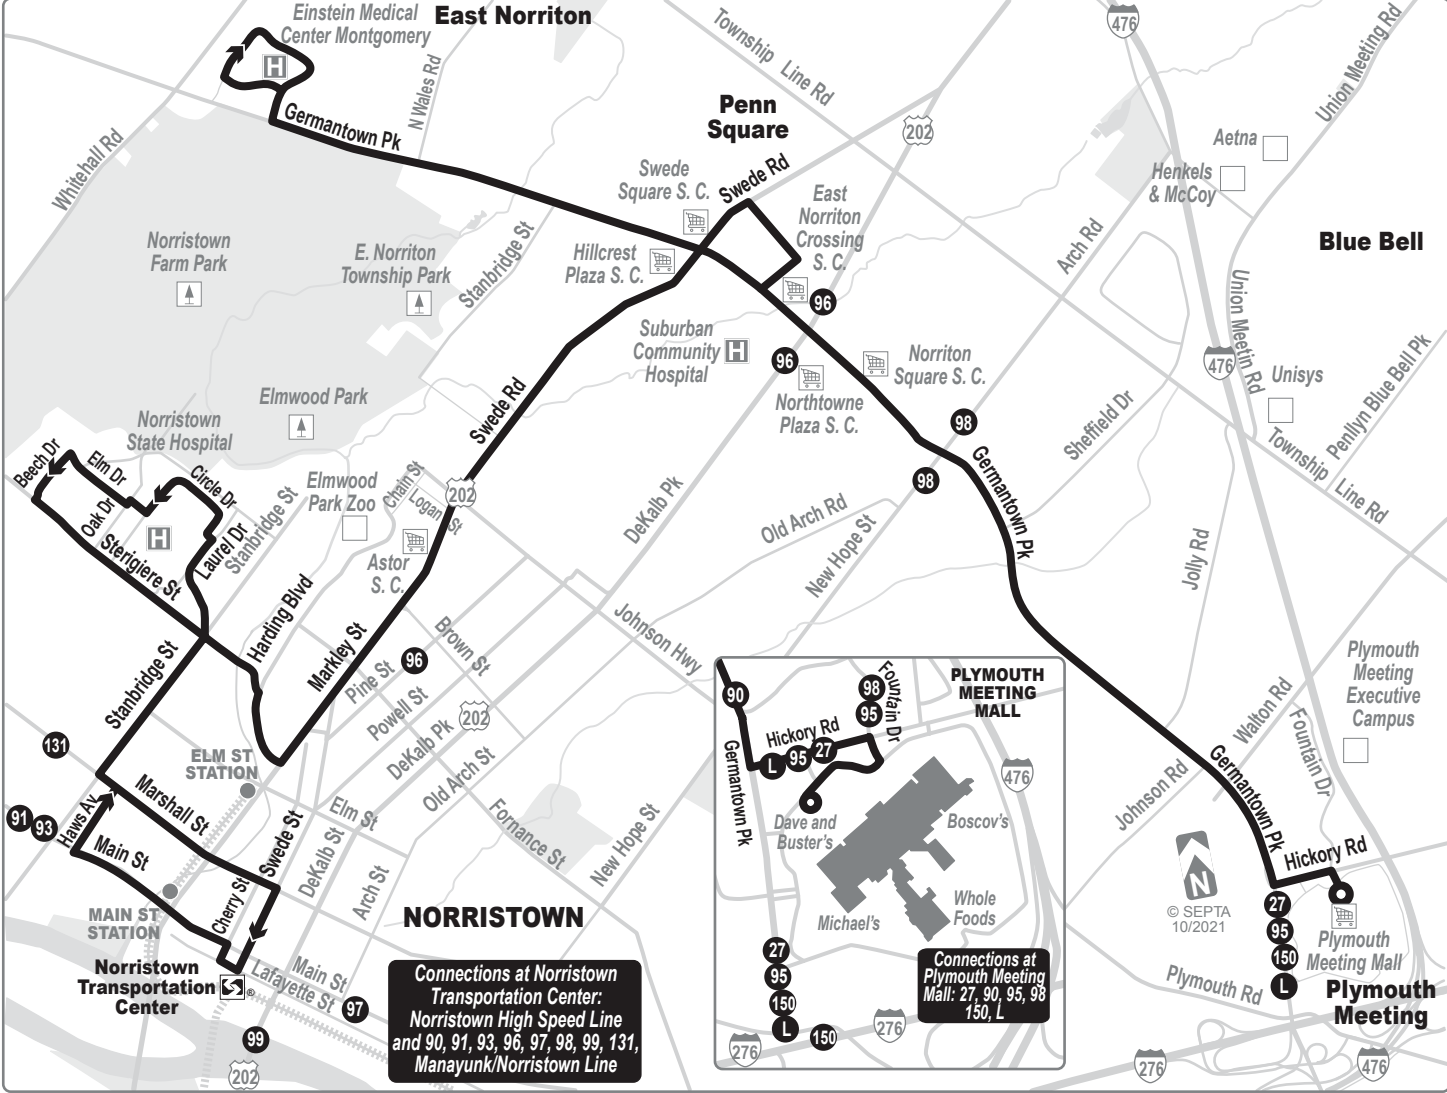 Einstein Medical
Center Montgomery
East Norriton
Township Line Rd
476
Union Meeting Rd
H
N Wales Rd
Germantown Pk
Penn
Square
202
Aetna
Henkels
& McCoy
Whitehall Rd
Swede
Square S. C.
Swede Rd
East
Norriton
Crossing
S. C.
Arch Rd
Blue Bell
Norristown
Farm Park
E. Norriton
Township Park
Stanbridge St
Hillcrest
Plaza S. C.
96
Union Meetin Rd
Suburban
Community
Hospital
H
96
Norriton
Square S. C.
476
Unisys
Penllyn Blue Bell Pk
Northtowne
Plaza S. C.
Elmwood Park
Swede Rd
Sheffield Dr
Norristown
State Hospital
98
98
Germantown Pk
Township Line Rd
Beech Dr
Elm Dr
Circle Dr
Oak Dr
H
Laurel Dr
Stanbridge St
Elmwood
Park Zoo
Chain St
Logan St
202
DeKalb Pk
Old Arch Rd
New Hope St
Jolly Rd
Sterigiere St
Astor
S. C.
Harding Blvd
Markley St
Johnson Hwy
Brown St
Pine St
96
Powell St
Stanbridge St
202
DeKalb Pk
Old Arch St
131
ELM ST
STATION
Marshall St
Elm St
Swede St
DeKalb St
Fornance St
New Hope St
Arch St
91
93
Haws Av
Main St
Cherry St
MAIN ST
STATION
NORRISTOWN
Norristown
Transportation
Center
®
Main St
Lafayette St
97
99
202
Connections at Norristown
Transportation Center:
Norristown High Speed Line
and 90, 91, 93, 96, 97, 98, 99, 131,
Manayunk/Norristown Line
PLYMOUTH
MEETING
MALL
90
98
95
Fountain Dr
Hickory Rd
L
95
27
Germantown Pk
476
Dave and
Buster's
Boscov's
Michael's
Whole
Foods
27
95
150
L
150
276
276
Connections at
Plymouth Meeting
Mall: 27, 90, 95, 98
150, L
Plymouth
Meeting
Executive
Campus
Walton Rd
Fountain Dr
Johnson Rd
Germantown Pk
Hickory Rd
N
© SEPTA
10/2021
27
95
150
L
Plymouth
Meeting Mall
Plymouth Rd
Plymouth
Meeting
276
476